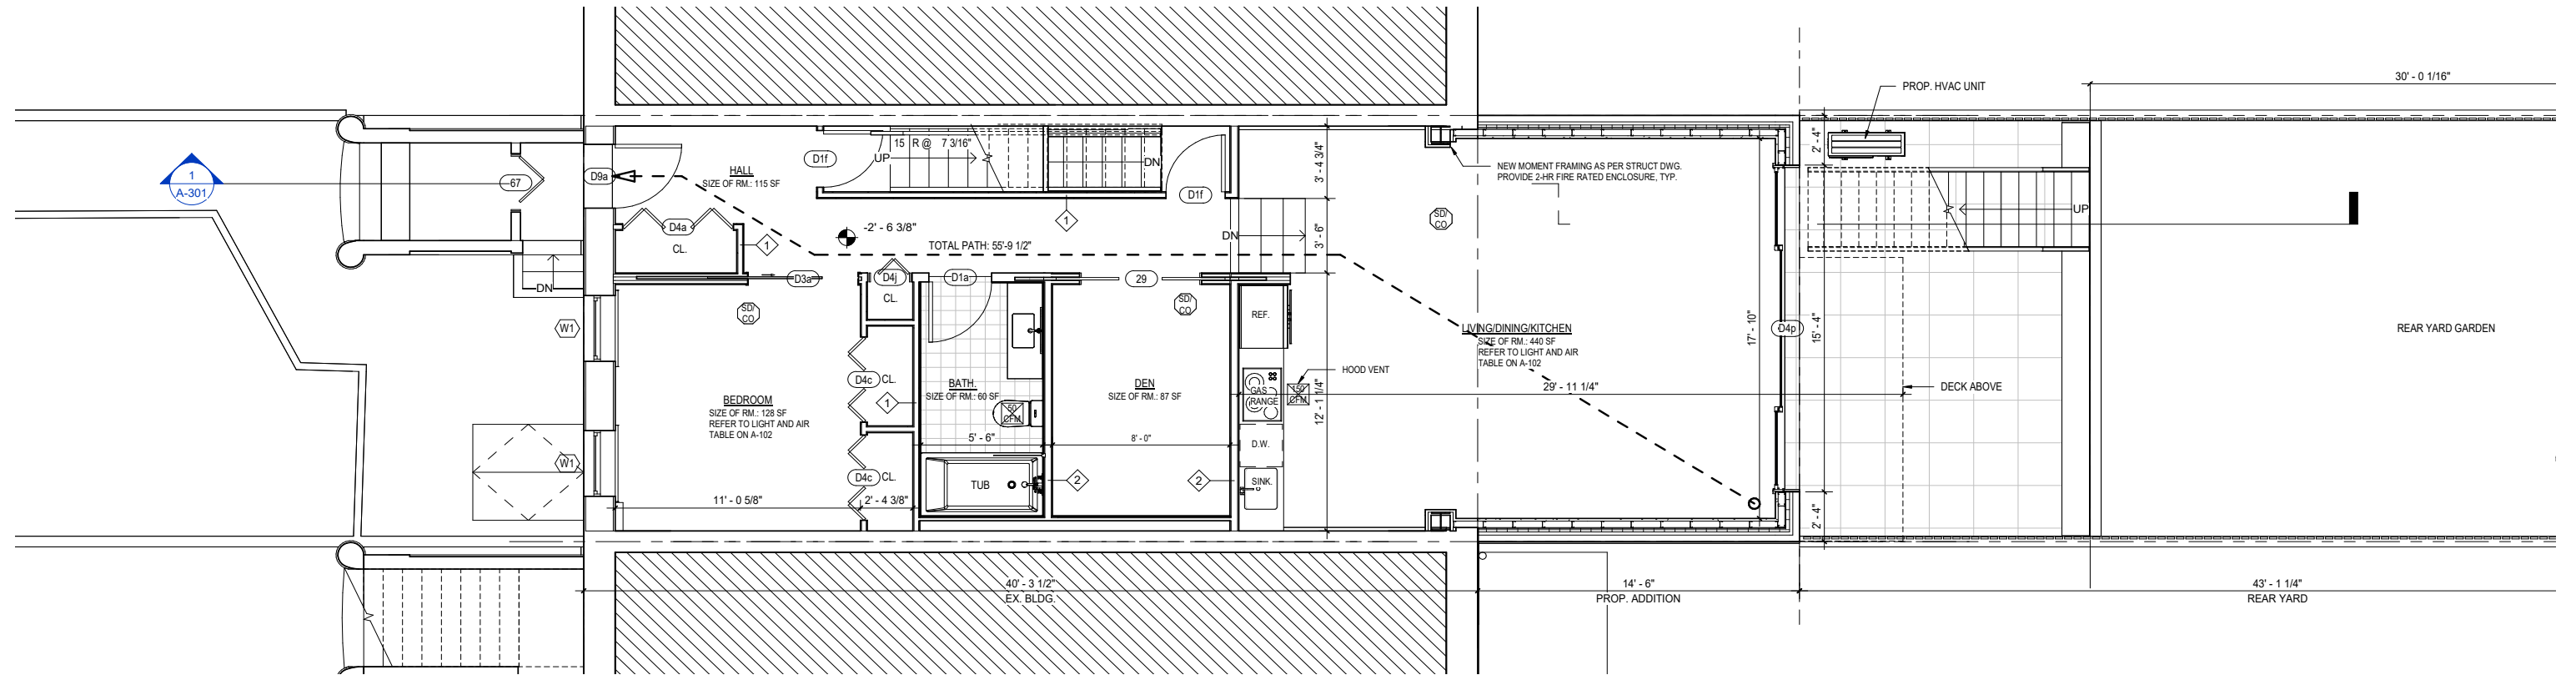 30' - 0 1/16"
PROP. HVAC UNIT
1
A-301
67
D9a
HALL
SIZE OF RM.: 115 SF
D1f
UP
15 R @ 7 3/16"
DN
D1f
3' - 4 3/4"
NEW MOMENT FRAMING AS PER STRUCT DWG.
PROVIDE 2-HR FIRE RATED ENCLOSURE, TYP.
2' - 4"
UP
D4a
CL.
1
-2' - 6 3/8"
TOTAL PATH: 55'-9 1/2"
1
DN
3' - 6"
SD/
CO
DN
D3a
D4j
CL.
D1a
29
SD/
CO
SD/
CO
W1
REF.
LIVING/DINING/KITCHEN
SIZE OF RM.: 440 SF
REFER TO LIGHT AND AIR
TABLE ON A-102
17' - 10"
D4p
15' - 4"
REAR YARD GARDEN
HOOD VENT
D4c
CL.
BATH.
SIZE OF RM.: 60 SF
DEN
SIZE OF RM.: 87 SF
GAS
RANGE
150
CFM
12' - 1 1/4"
29' - 11 1/4"
DECK ABOVE
BEDROOM
SIZE OF RM.: 128 SF
REFER TO LIGHT AND AIR
TABLE ON A-102
1
50
CFM
5' - 6"
8' - 0"
D.W.
W1
D4c
CL.
TUB
2
2
SINK.
11' - 0 5/8"
2' - 4 3/8"
2' - 4"
40' - 3 1/2"
EX. BLDG.
14' - 6"
PROP. ADDITION
43' - 1 1/4"
REAR YARD